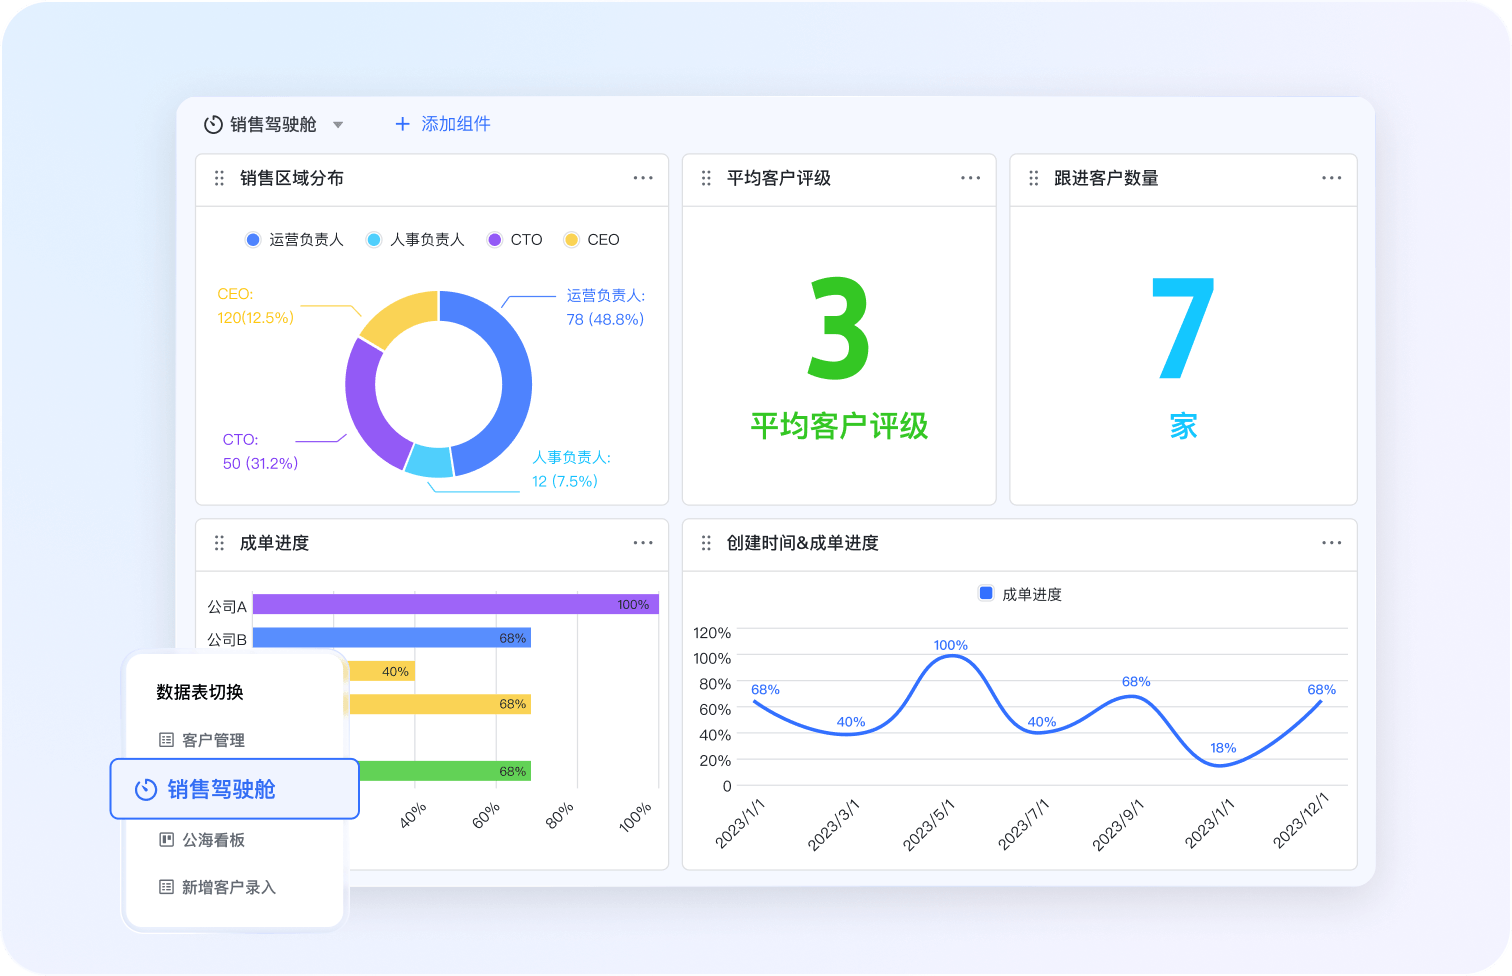 销售驾驶舱
添加组件
销售区域分布
运营负责人
人事负责人
CTO
CEO
CEO:
120(12.5%)
运营负责人:
78 (48.8%)
CTO:
50 (31.2%)
人事负责人:
12 (7.5%)
平均客户评级
3
平均客户评级
跟进客户数量
7
家
成单进度
公司A
100%
公司B
68%
40%
68%
68%
40%
60%
80%
100%
创建时间&成单进度
成单进度
120%
100%
80%
60%
40%
20%
0
68%
40%
100%
40%
68%
18%
68%
2023/1/1
2023/3/1
2023/5/1
2023/7/1
2023/9/1
2023/1/1
2023/12/1
数据表切换
客户管理
销售驾驶舱
公海看板
新增客户录入